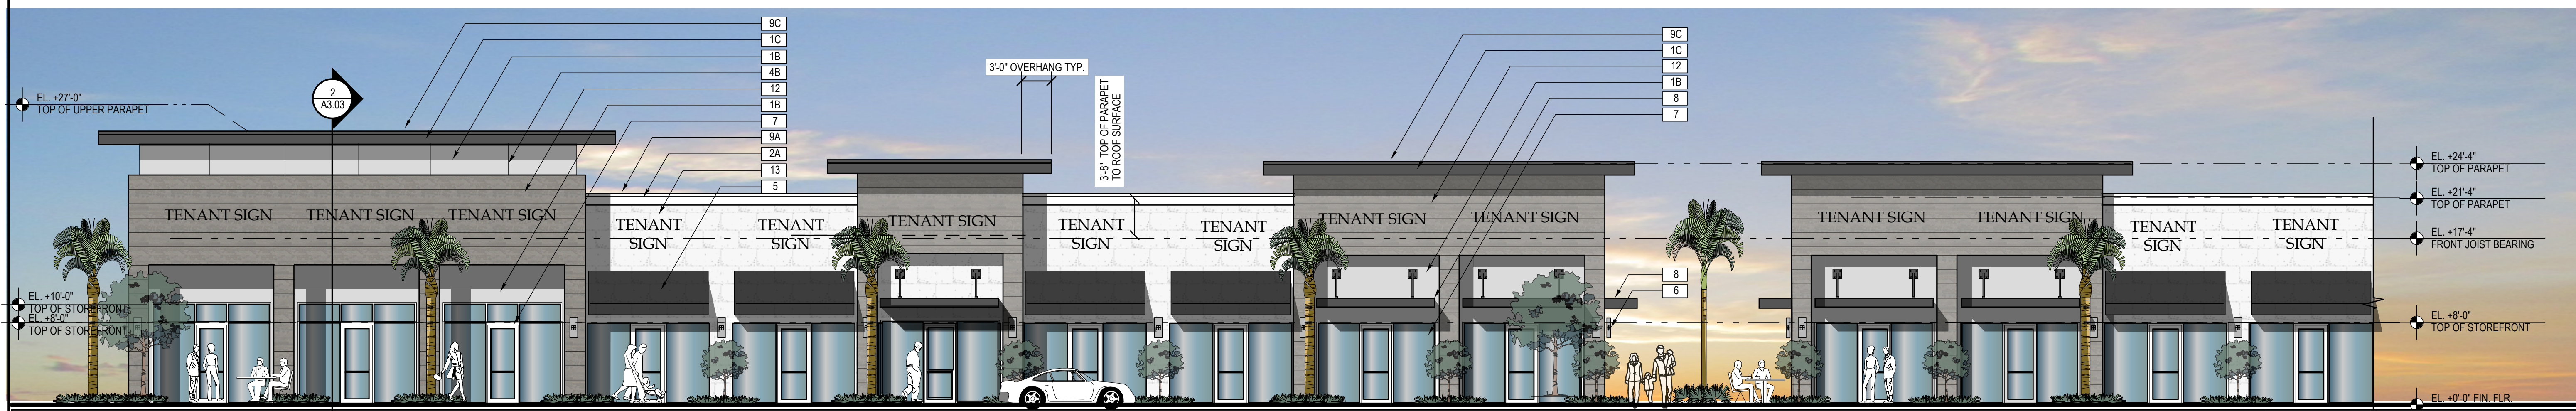 9C
1C
1B
4B
12
1B
7
9A
2A
13
5
3'-0" OVERHANG TYP.
3'-8" TOP OF PARAPET
TO ROOF SURFACE
9C
1C
12
1B
8
7
2
A3.03
EL. +27'-0"
TOP OF UPPER PARAPET
EL. +24'-4"
TOP OF PARAPET
EL. +21'-4"
TOP OF PARAPET
EL. +17'-4"
FRONT JOIST BEARING
TENANT SIGN
TENANT SIGN
TENANT SIGN
TENANT
SIGN
TENANT
SIGN
TENANT SIGN
TENANT
SIGN
TENANT
SIGN
TENANT SIGN
TENANT SIGN
TENANT SIGN
TENANT SIGN
TENANT
SIGN
TENANT
SIGN
8
6
EL. +10'-0"
TOP OF STOREFRONT
EL. +8'-0"
TOP OF STOREFRONT
EL. +8'-0"
TOP OF STOREFRONT
EL. +0'-0" FIN. FLR.